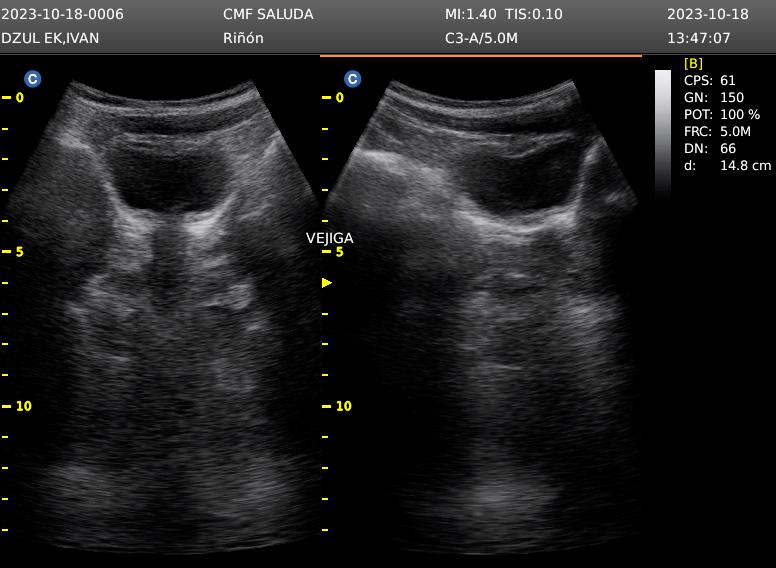 2023-10-18-0006 CMF SALUDA MI:1.40 TIS:0.10 2023-10-18
DZUL EK,IVAN Riñón C3-A/5.0M 13:47:07
C C
0 0
5 5
10 10
VEJIGA
[B]
CPS: 61
GN: 150
POT: 100 %
FRC: 5.0M
DN: 66
d: 14.8 cm